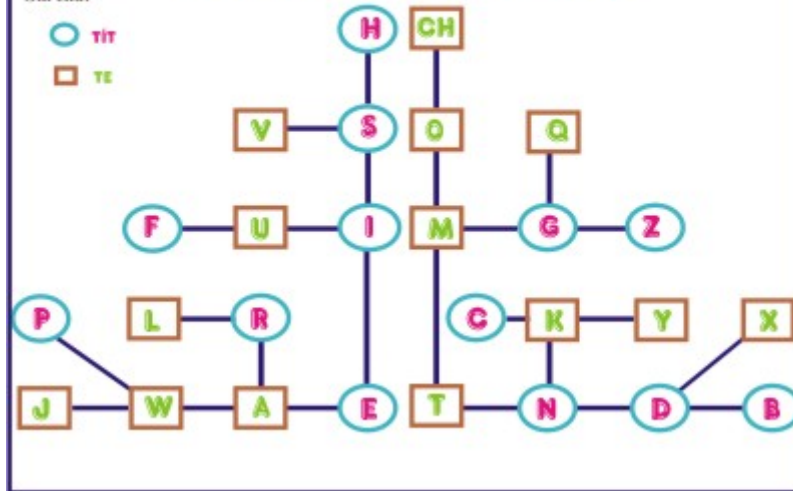 TÍT
TE
H CH
V S O Q
F U I M G Z
P L R C K Y X
J W A E T N D B